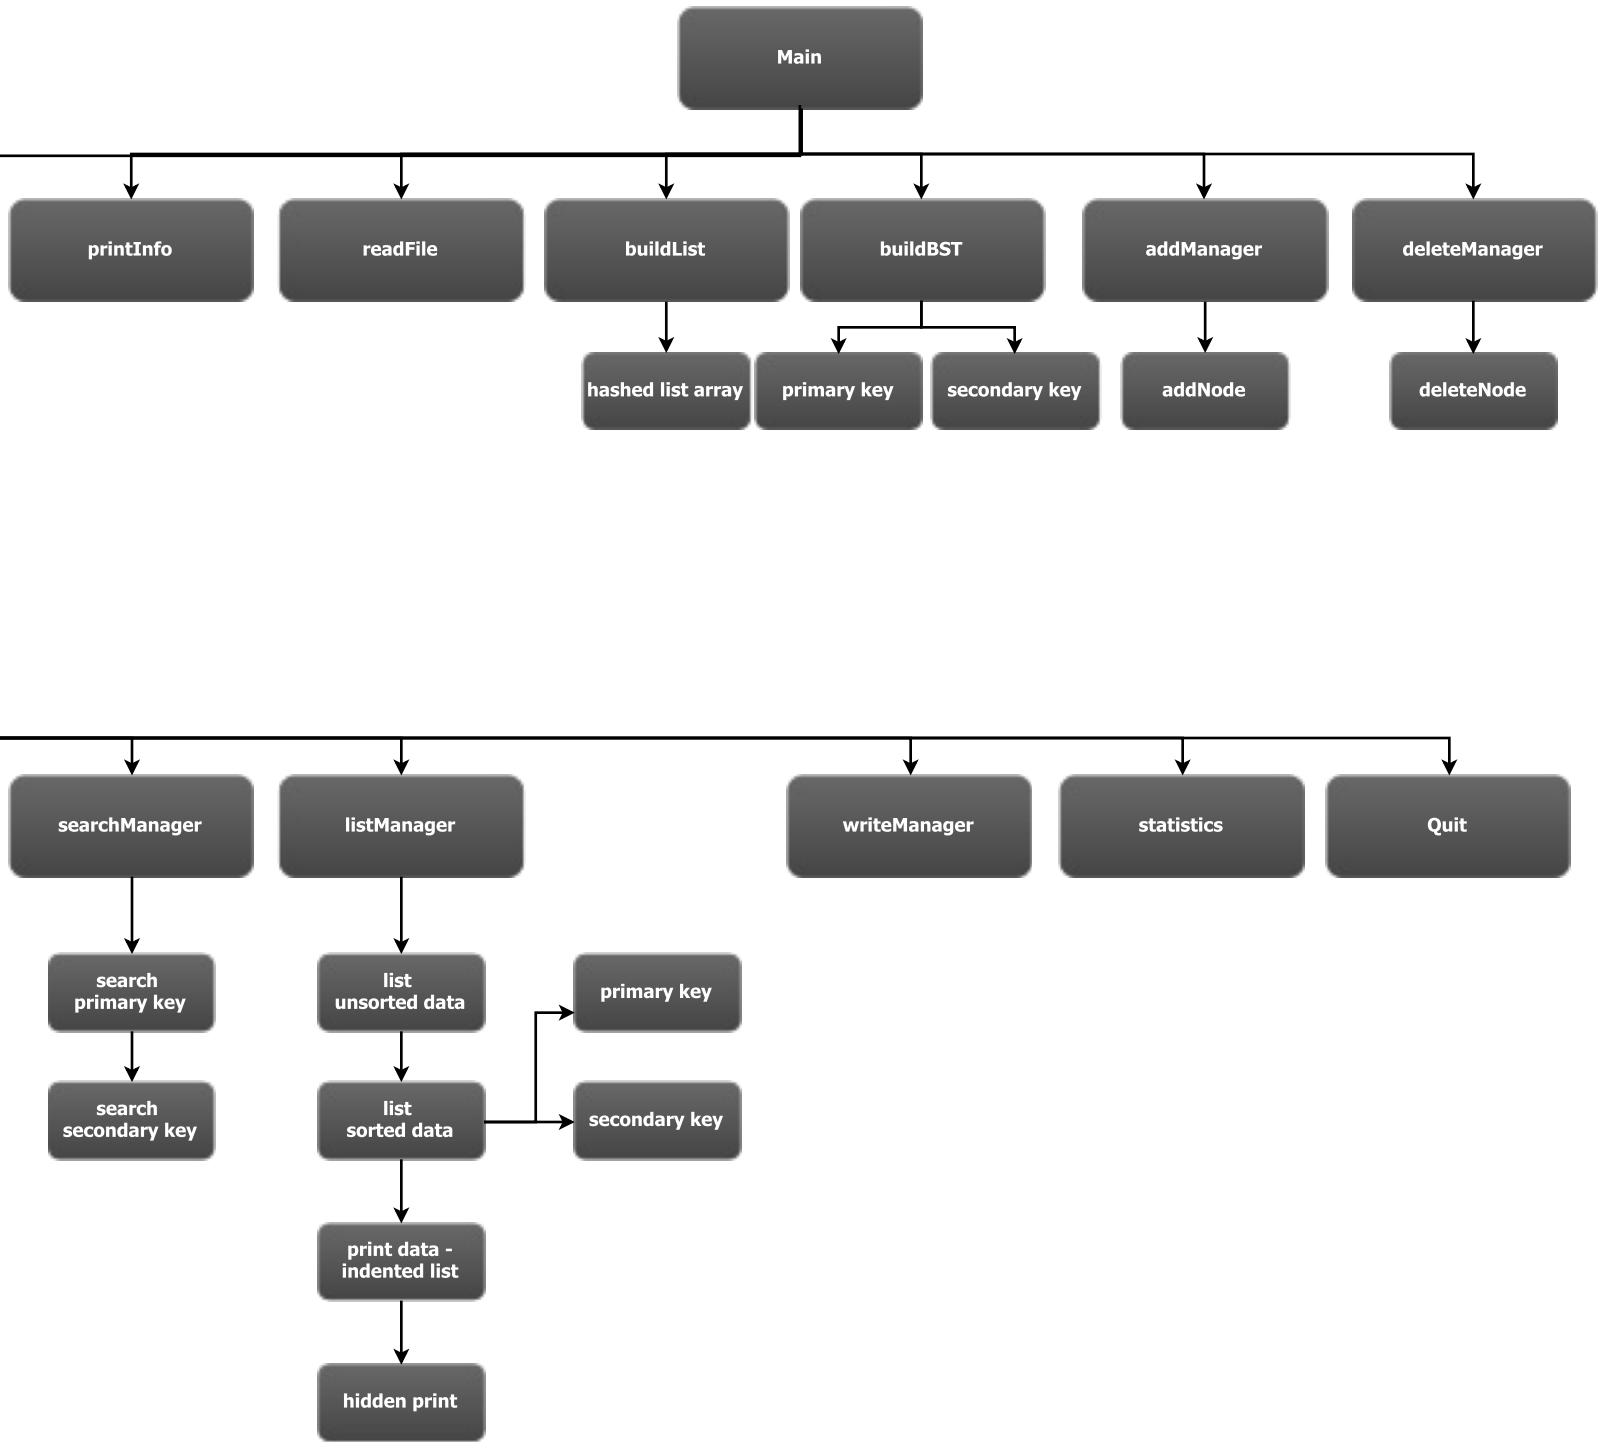 Main
printInfo
readFile
buildList
buildBST
addManager
deleteManager
hashed list array
primary key
secondary key
addNode
deleteNode
searchManager
listManager
writeManager
statistics
Quit
search
primary key
list
unsorted data
primary key
search
secondary key
list
sorted data
secondary key
print data -
indented list
hidden print